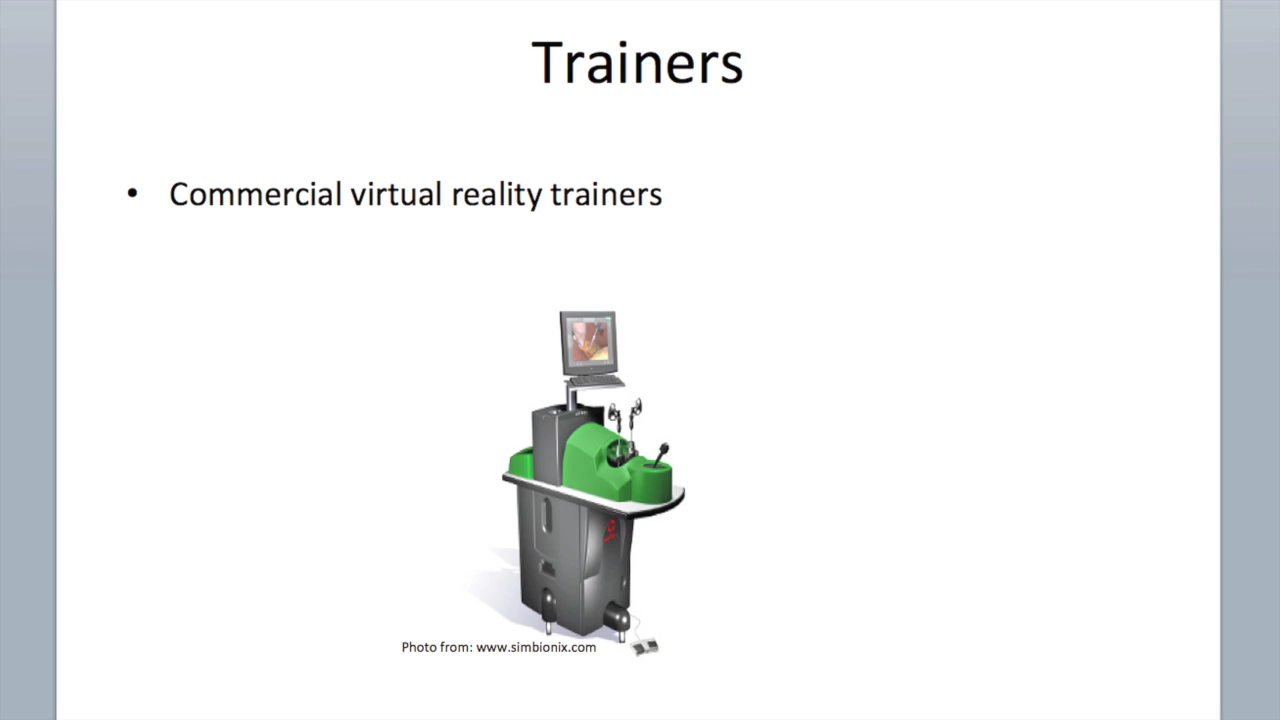 Trainers
• Commercial virtual reality trainers
Photo from: www.simbionix.com